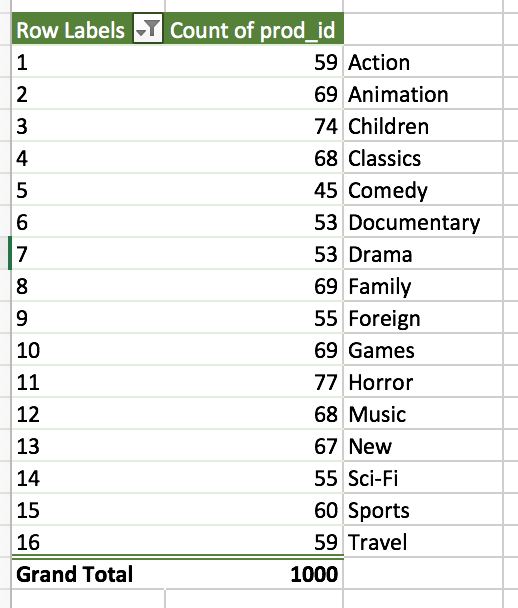 Row Labels Count of prod_id
1 59 Action
2 69 Animation
3 74 Children
4 68 Classics
5 45 Comedy
6 53 Documentary
7 53 Drama
8 69 Family
9 55 Foreign
10 69 Games
11 77 Horror
12 68 Music
13 67 New
14 55 Sci-Fi
15 60 Sports
16 59 Travel
Grand Total 1000